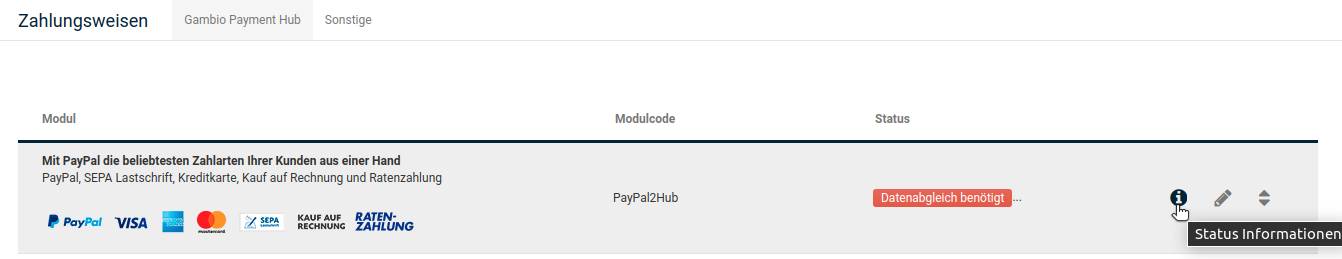 Zahlungsweisen Gambio Payment Hub Sonstige
Modul Modulcode Status
Mit PayPal die beliebtesten Zahlarten Ihrer Kunden aus einer Hand
PayPal, SEPA Lastschrift, Kreditkarte, Kauf auf Rechnung und Ratenzahlung
PayPal2Hub Datenabgleich benötigt ...
PayPal VISA mastercard SEPA Lastschrift KAUF AUF RECHNUNG RATEN-ZAHLUNG
Status Informationen